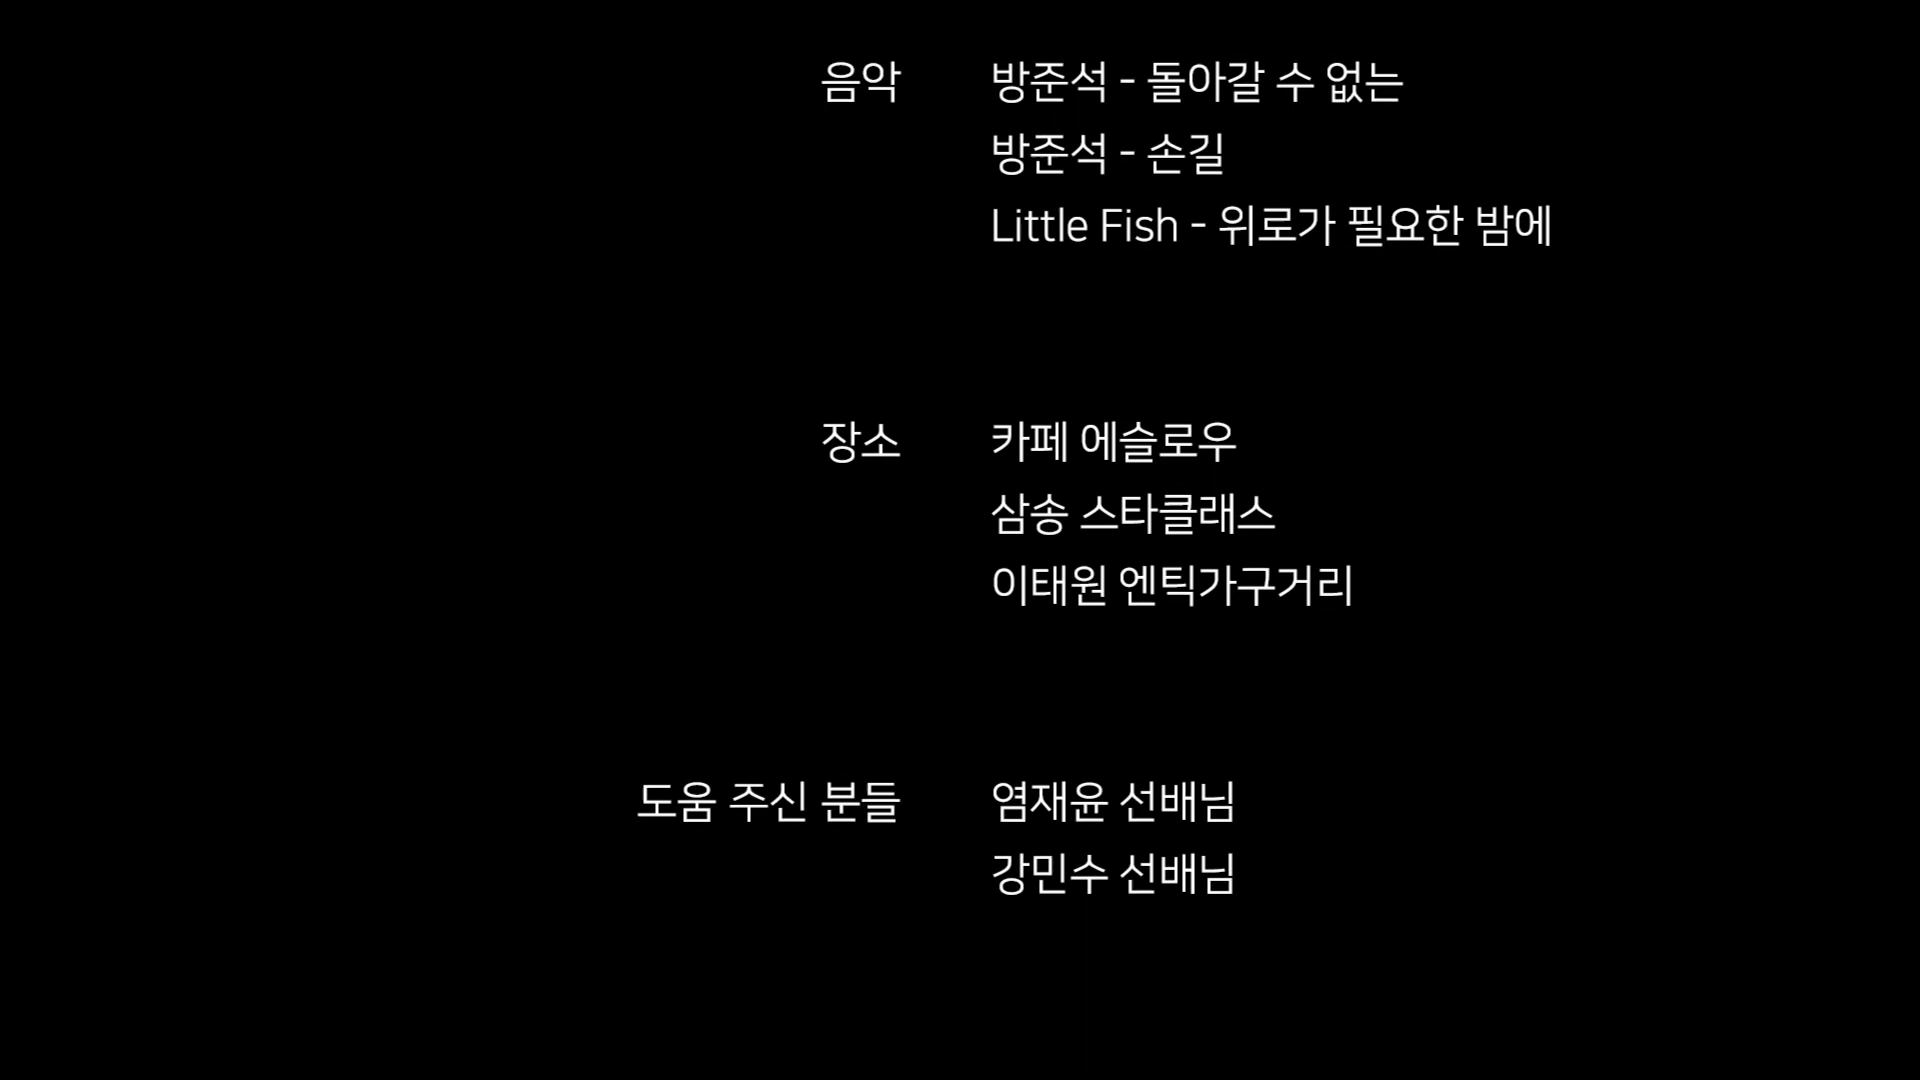 음악 방준석 - 돌아갈 수 없는
방준석 - 손길
Little Fish - 위로가 필요한 밤에
장소 카페 에슬로우
삼송 스타클래스
이태원 엔틱가구거리
도움 주신 분들 염재윤 선배님
강민수 선배님